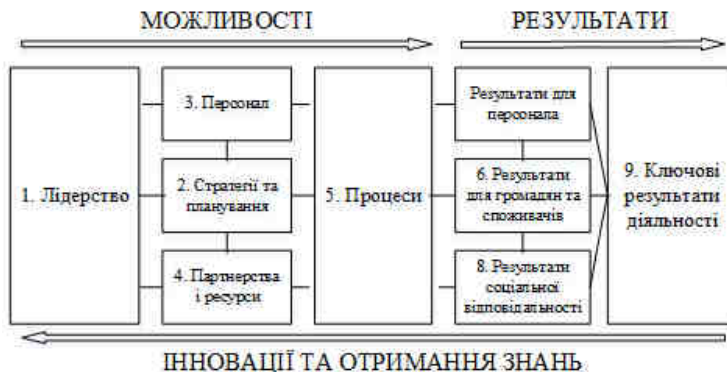 МОЖЛИВОСТІ
РЕЗУЛЬТАТИ
1. Лідерство
3. Персонал
2. Стратегії та
планування
4. Партнерства
і ресурси
5. Процеси
Результати для
персонала
6. Результати
для громадян та
споживачів
8. Результати
соціальної
відповідальності
9. Ключові
результати
діяльності
ІННОВАЦІЇ ТА ОТРИМАННЯ ЗНАНЬ